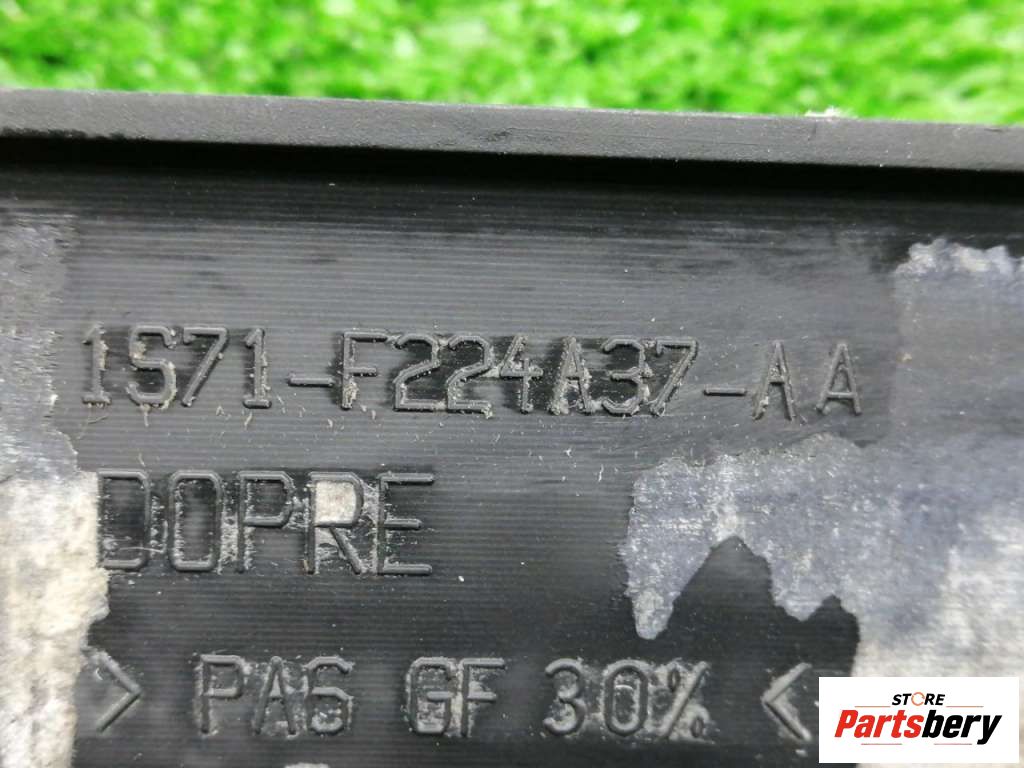 1S71-F224A37-AA
DOPRE
> PA6 GF 30% <
STORE
Partsbery